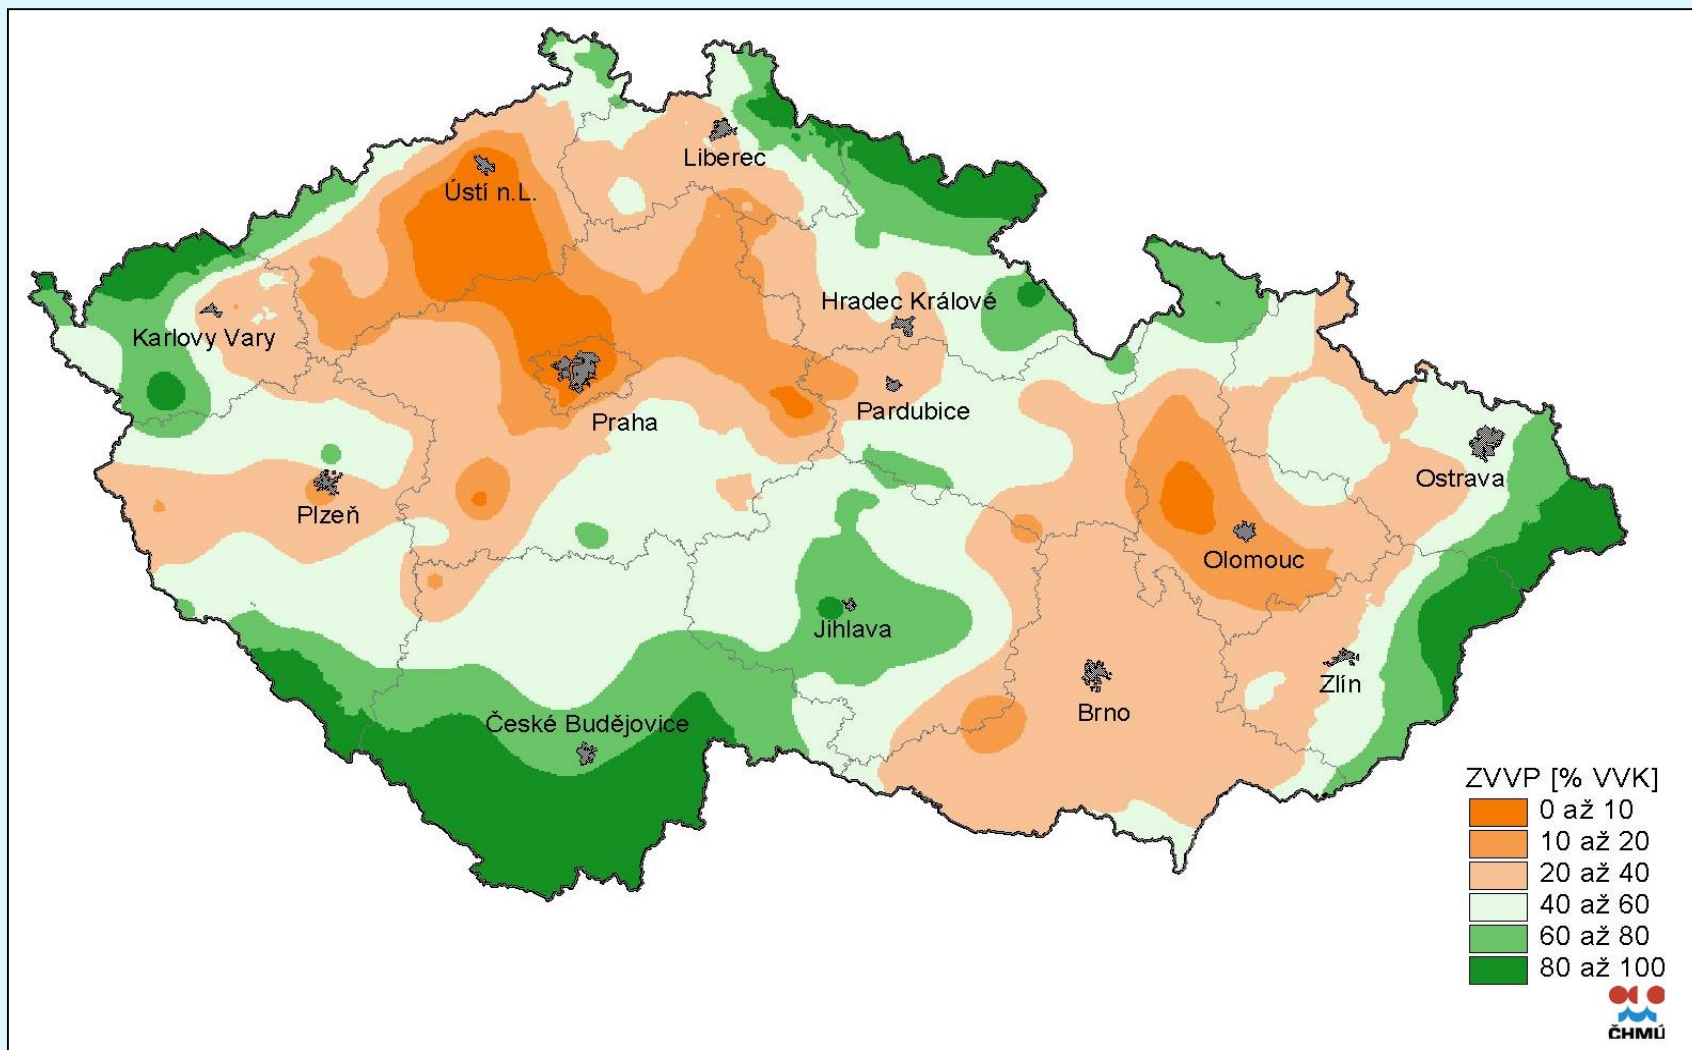 Liberec
Ústí n.L.
Hradec Králové
Karlovy Vary
Pardubice
Praha
Ostrava
Plzeň
Olomouc
Jihlava
Zlín
Brno
České Budějovice
ZVVP [% VVK]
0 až 10
10 až 20
20 až 40
40 až 60
60 až 80
80 až 100
ČHMÚ